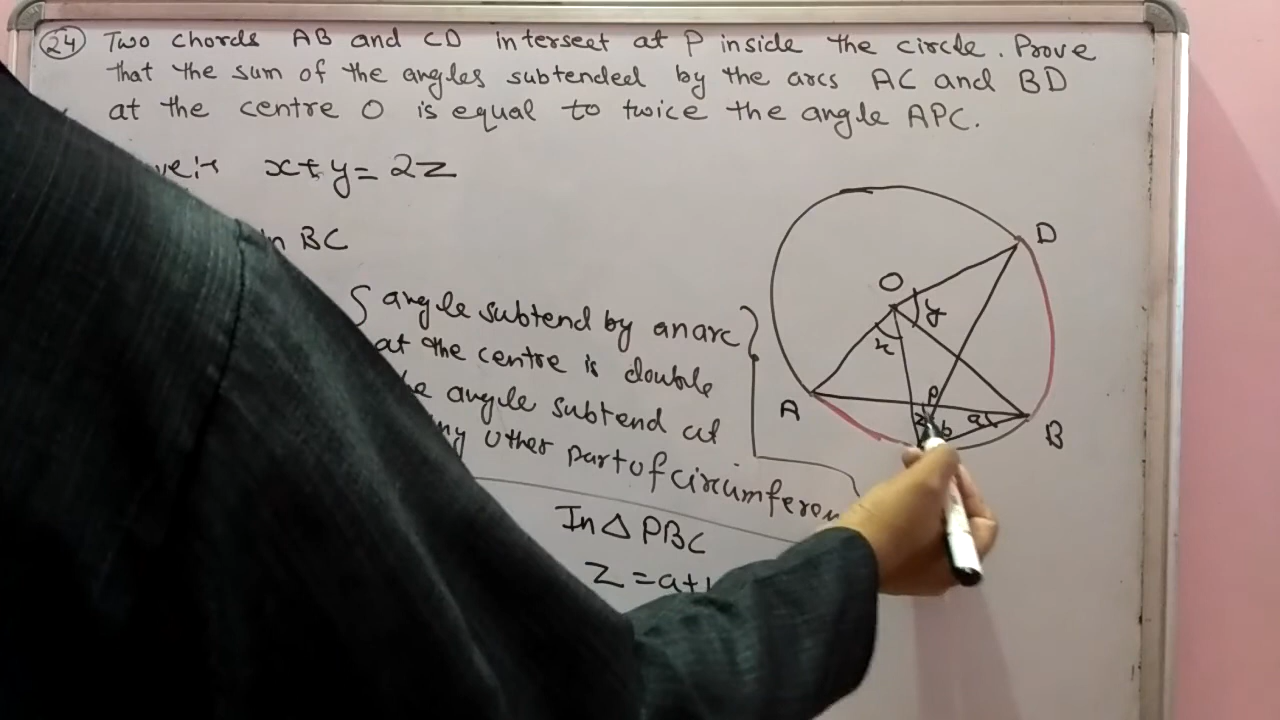 24 Two chords AB and CD intersect at P inside the circle. Prove
that the sum of the angles subtended by the arcs AC and BD
at the centre O is equal to twice the angle APC.
x+y=2z
BC
{ angle subtend by an arc }
at the centre is double
angle subtend at
other part of circumferen
In △ PBC
z=a+
O
D
y
x
A
P
z
b
a
B